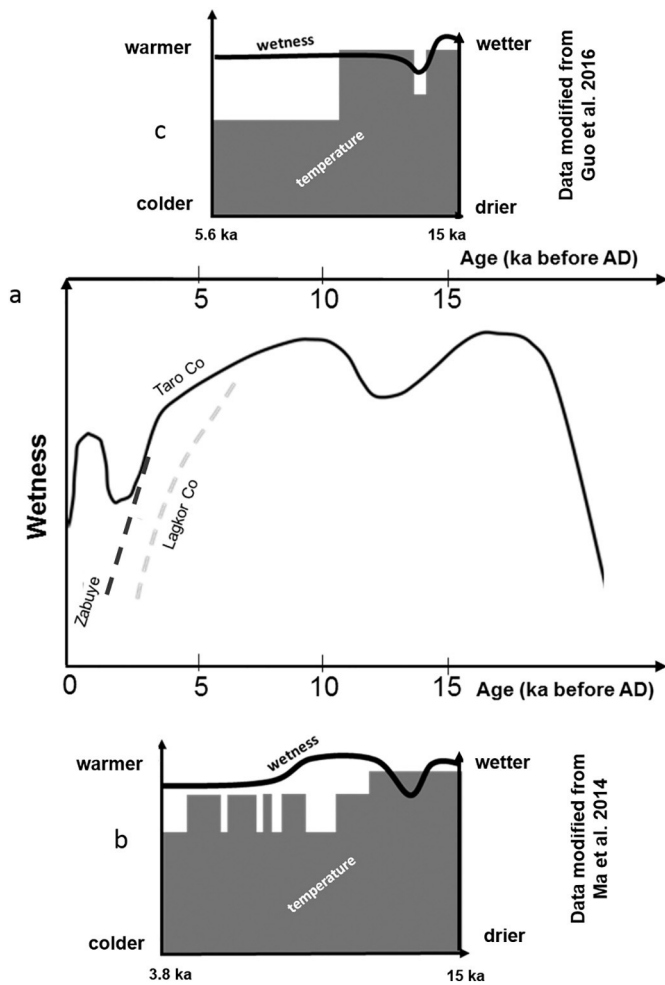 warmer
wetness
wetter
c
temperature
colder
drier
5.6 ka
15 ka
Data modified from
Guo et al. 2016
Age (ka before AD)
a
5
10
15
Taro Co
Wetness
Lagkor Co
Zabuye
0
5
10
15
Age (ka before AD)
warmer
wetness
wetter
b
temperature
colder
drier
3.8 ka
15 ka
Data modified from
Ma et al. 2014